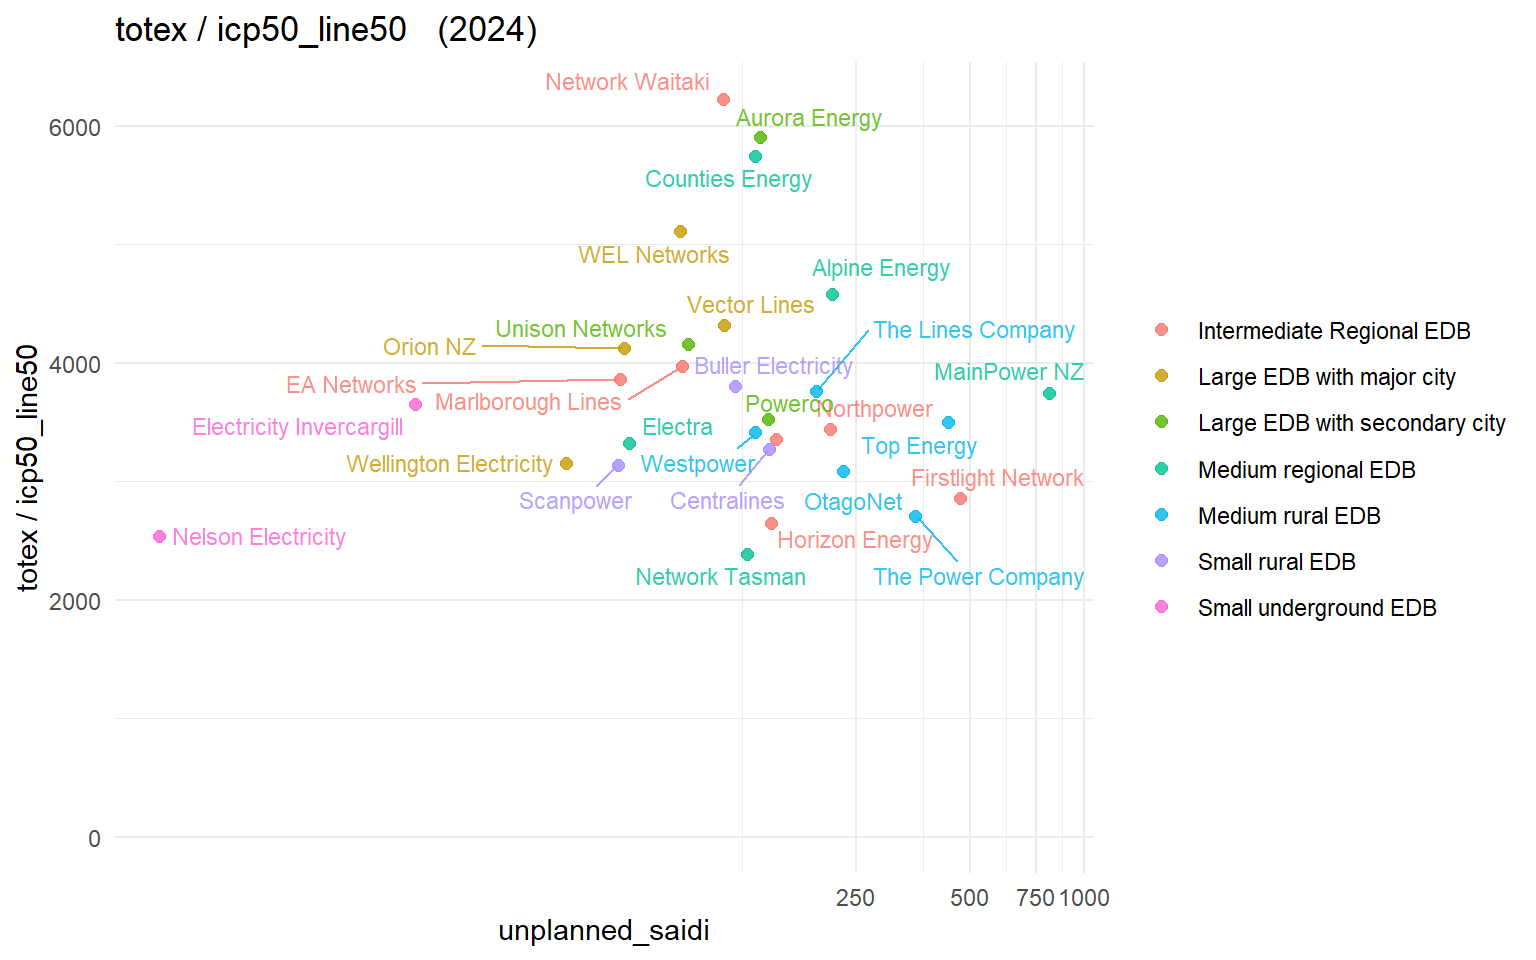 totex / icp50_line50 (2024)
Network Waitaki
6000
Aurora Energy
Counties Energy
WEL Networks
Alpine Energy
Vector Lines
Unison Networks
The Lines Company
Orion NZ
4000
Buller Electricity
MainPower NZ
EA Networks
Marlborough Lines
Powerco
Northpower
Electricity Invercargill
Electra
Top Energy
Wellington Electricity
Westpower
Firstlight Network
Scanpower
Centralines
OtagoNet
Nelson Electricity
Horizon Energy
Network Tasman
The Power Company
2000
0
totex / icp50_line50
250
500
750
1000
unplanned_saidi
Intermediate Regional EDB
Large EDB with major city
Large EDB with secondary city
Medium regional EDB
Medium rural EDB
Small rural EDB
Small underground EDB